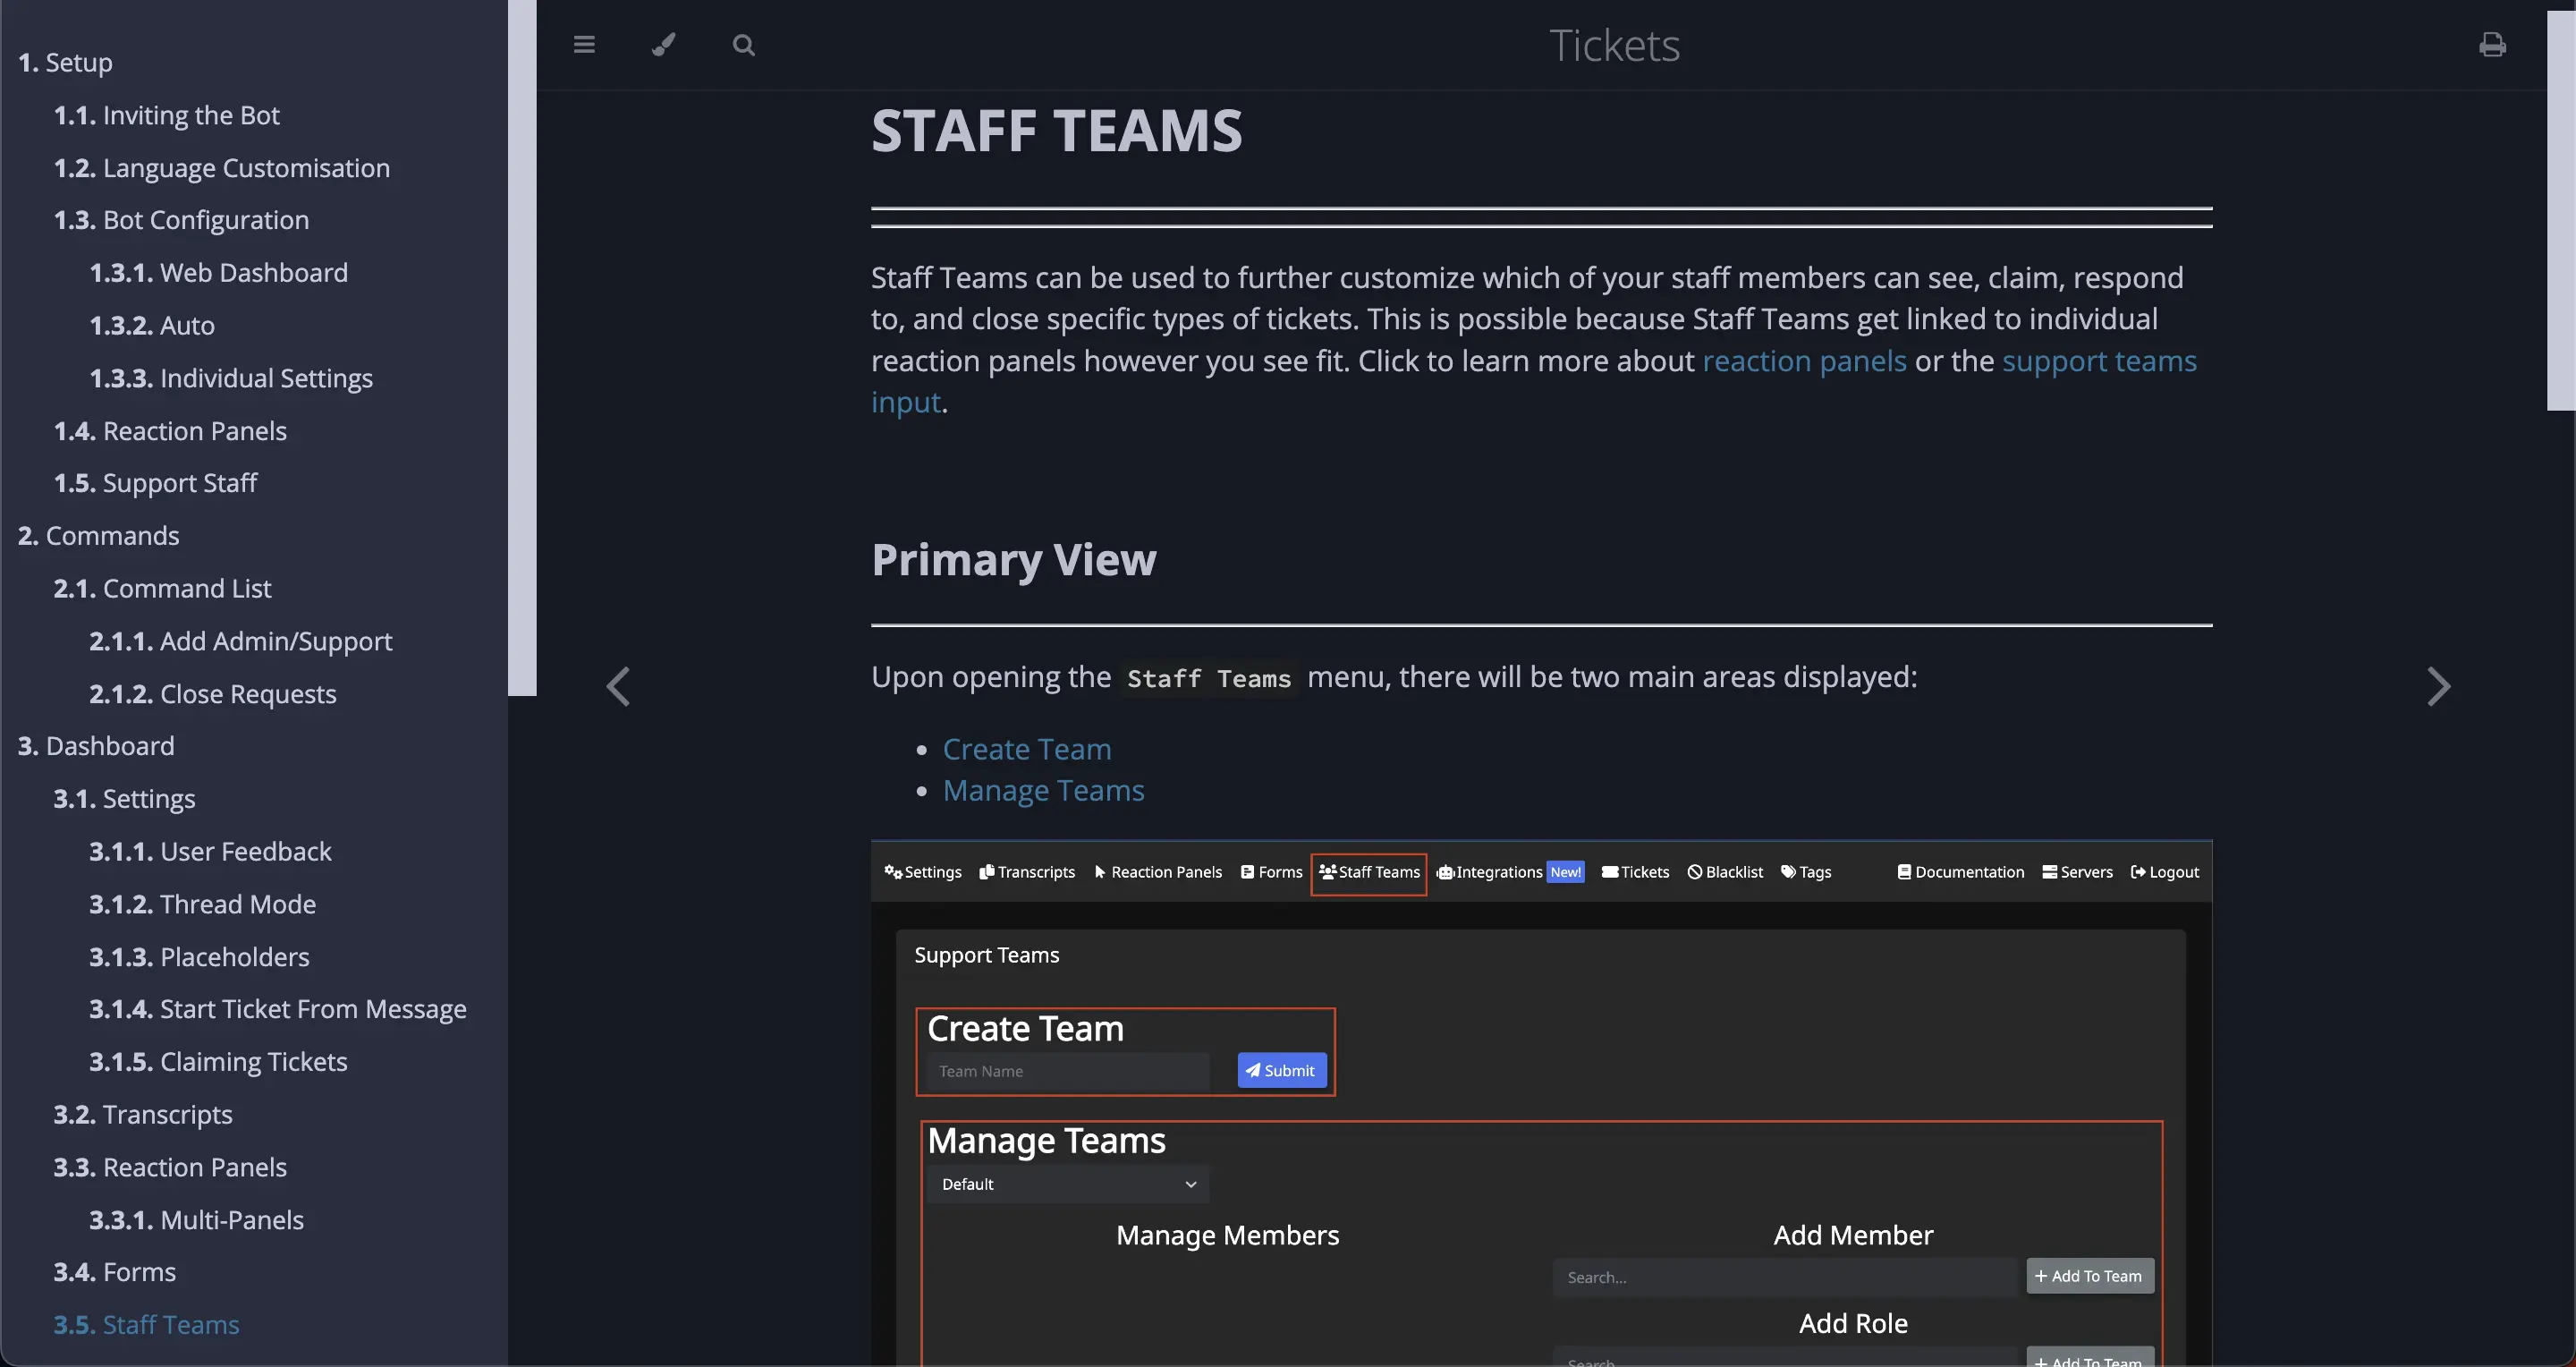 1. Setup
1.1. Inviting the Bot
1.2. Language Customisation
1.3. Bot Configuration
1.3.1. Web Dashboard
1.3.2. Auto
1.3.3. Individual Settings
1.4. Reaction Panels
1.5. Support Staff
2. Commands
2.1. Command List
2.1.1. Add Admin/Support
2.1.2. Close Requests
3. Dashboard
3.1. Settings
3.1.1. User Feedback
3.1.2. Thread Mode
3.1.3. Placeholders
3.1.4. Start Ticket From Message
3.1.5. Claiming Tickets
3.2. Transcripts
3.3. Reaction Panels
3.3.1. Multi-Panels
3.4. Forms
3.5. Staff Teams
Tickets
STAFF TEAMS
Staff Teams can be used to further customize which of your staff members can see, claim, respond
to, and close specific types of tickets. This is possible because Staff Teams get linked to individual
reaction panels however you see fit. Click to learn more about reaction panels or the support teams
input.
Primary View
Upon opening the Staff Teams menu, there will be two main areas displayed:
• Create Team
• Manage Teams
Settings Transcripts Reaction Panels Forms Staff Teams Integrations New! Tickets Blacklist Tags Documentation Servers Logout
Support Teams
Create Team
Team Name Submit
Manage Teams
Default
Manage Members Add Member
Search... + Add To Team
Add Role
Search... + Add To Team